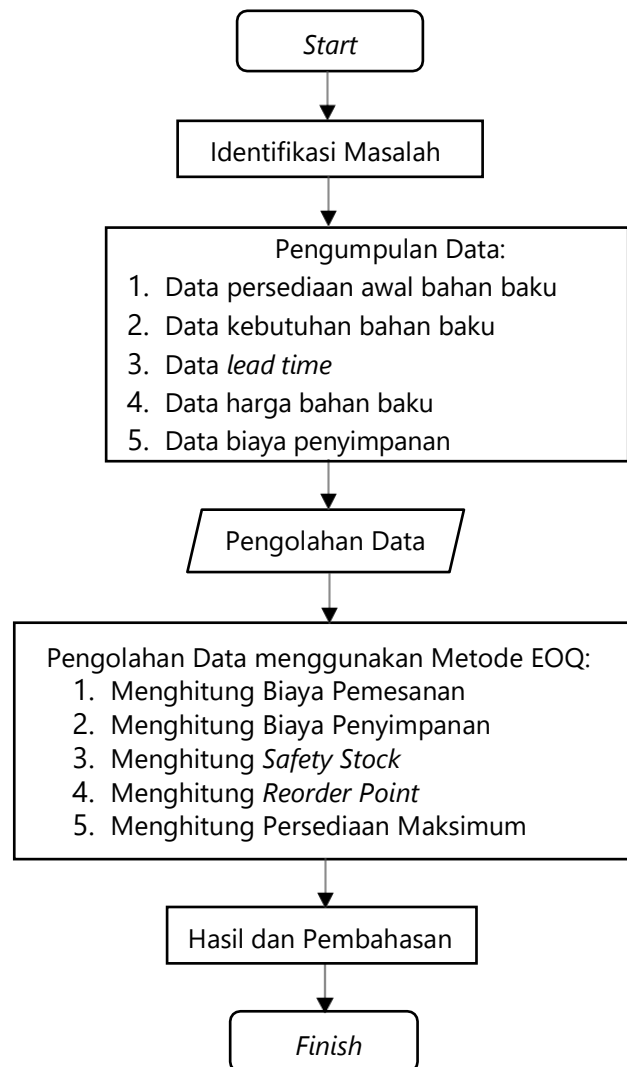 Start
Identifikasi Masalah
Pengumpulan Data:
1. Data persediaan awal bahan baku
2. Data kebutuhan bahan baku
3. Data lead time
4. Data harga bahan baku
5. Data biaya penyimpanan
Pengolahan Data
Pengolahan Data menggunakan Metode EOQ:
1. Menghitung Biaya Pemesanan
2. Menghitung Biaya Penyimpanan
3. Menghitung Safety Stock
4. Menghitung Reorder Point
5. Menghitung Persediaan Maksimum
Hasil dan Pembahasan
Finish